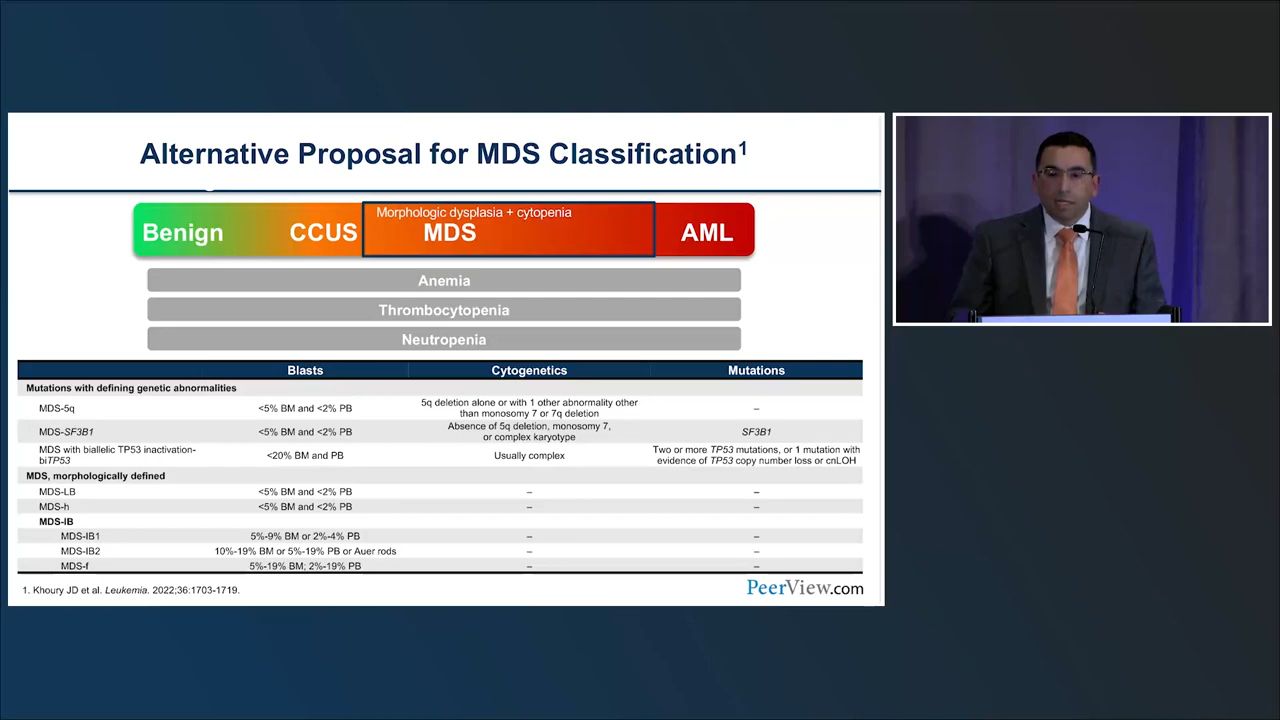 Alternative Proposal for MDS Classification1
Morphologic dysplasia + cytopenia
Benign CCUS MDS AML
Anemia
Thrombocytopenia
Neutropenia
Blasts Cytogenetics Mutations
Mutations with defining genetic abnormalities
MDS-5q <5% BM and <2% PB 5q deletion alone or with 1 other abnormality other than monosomy 7 or 7q deletion –
MDS-SF3B1 <5% BM and <2% PB Absence of 5q deletion, monosomy 7, or complex karyotype SF3B1
MDS with biallelic TP53 inactivation-biTP53 <20% BM and PB Usually complex Two or more TP53 mutations, or 1 mutation with evidence of TP53 copy number loss or cnLOH
MDS, morphologically defined
MDS-LB <5% BM and <2% PB – –
MDS-h <5% BM and <2% PB – –
MDS-IB
MDS-IB1 5%-9% BM or 2%-4% PB – –
MDS-IB2 10%-19% BM or 5%-19% PB or Auer rods – –
MDS-f 5%-19% BM; 2%-19% PB – –
1. Khoury JD et al. Leukemia. 2022;36:1703-1719.
PeerView.com